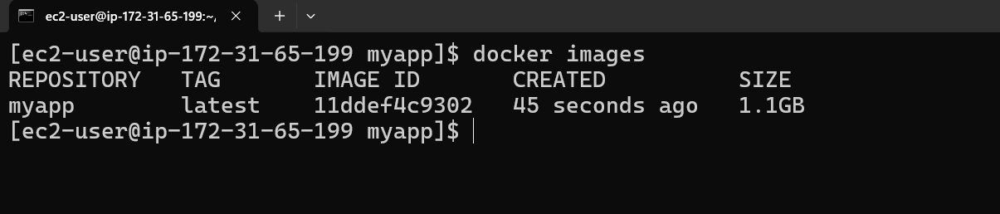 ec2-user@ip-172-31-65-199:~/
[ec2-user@ip-172-31-65-199 myapp]$ docker images
REPOSITORY   TAG       IMAGE ID       CREATED          SIZE
myapp        latest    11ddef4c9302   45 seconds ago   1.1GB
[ec2-user@ip-172-31-65-199 myapp]$